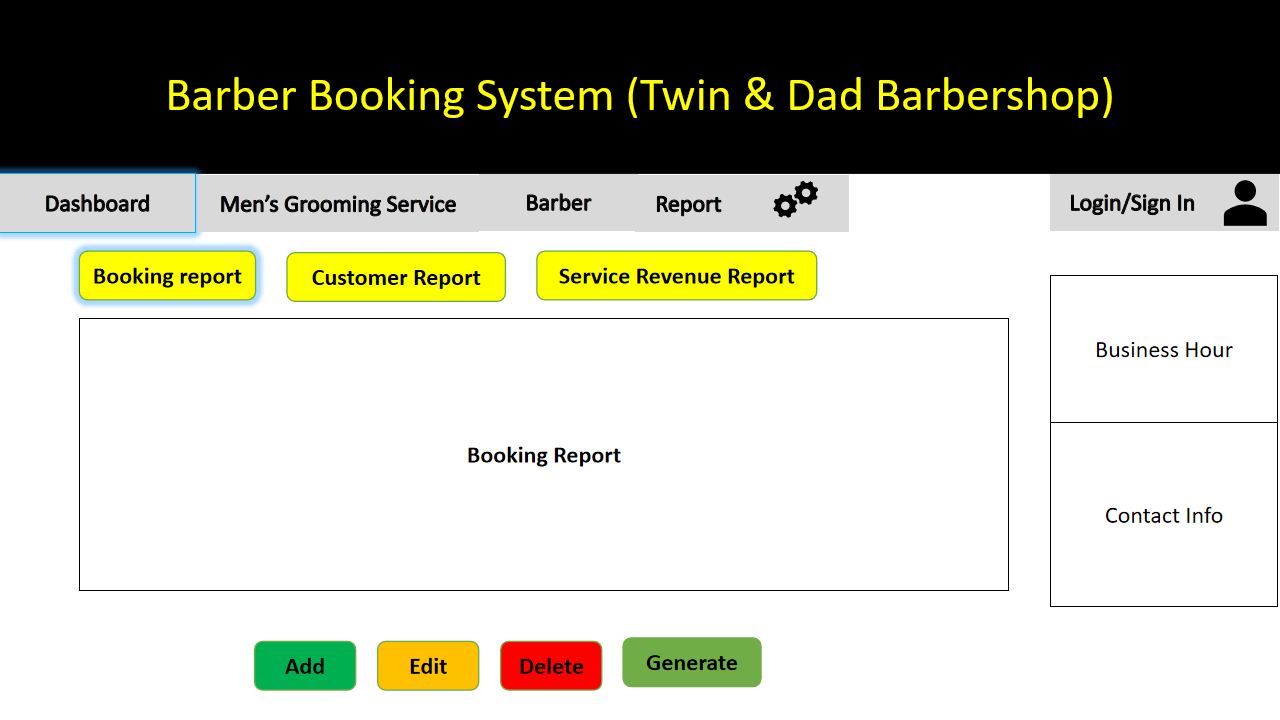 Barber Booking System (Twin & Dad Barbershop)
Dashboard
Men's Grooming Service
Barber
Report
Login/Sign In
Booking report
Customer Report
Service Revenue Report
Booking Report
Business Hour
Contact Info
Add
Edit
Delete
Generate